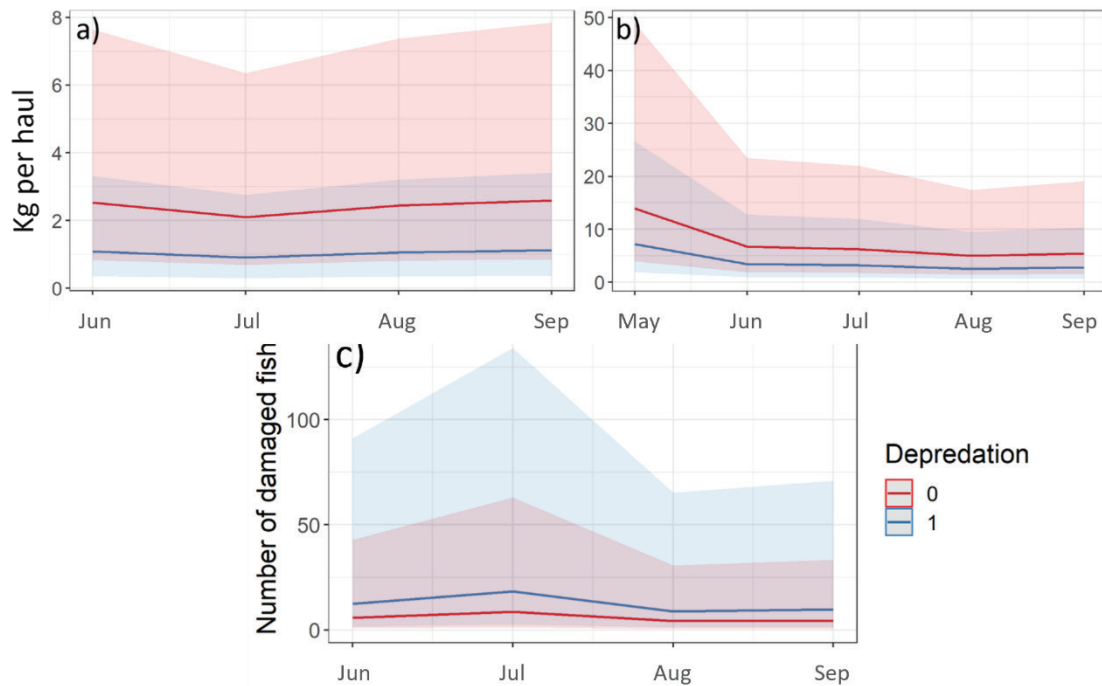 a)
8
6
4
2
0
Kg per haul
Jun Jul Aug Sep
b)
50
40
30
20
10
0
May Jun Jul Aug Sep
c)
100
50
0
Number of damaged fish
Jun Jul Aug Sep
Depredation
0
1